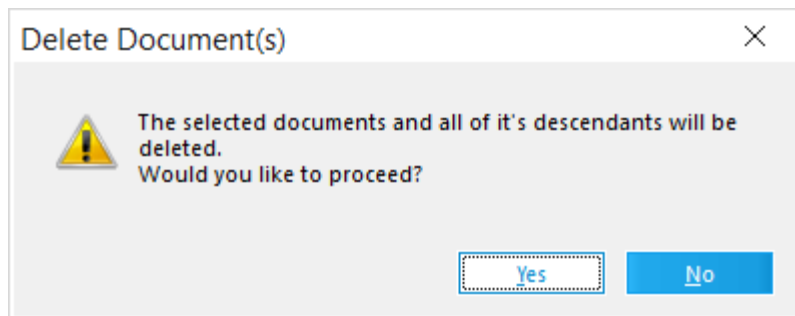 Delete Document(s)
The selected documents and all of it's descendants will be
deleted.
Would you like to proceed?
Yes No